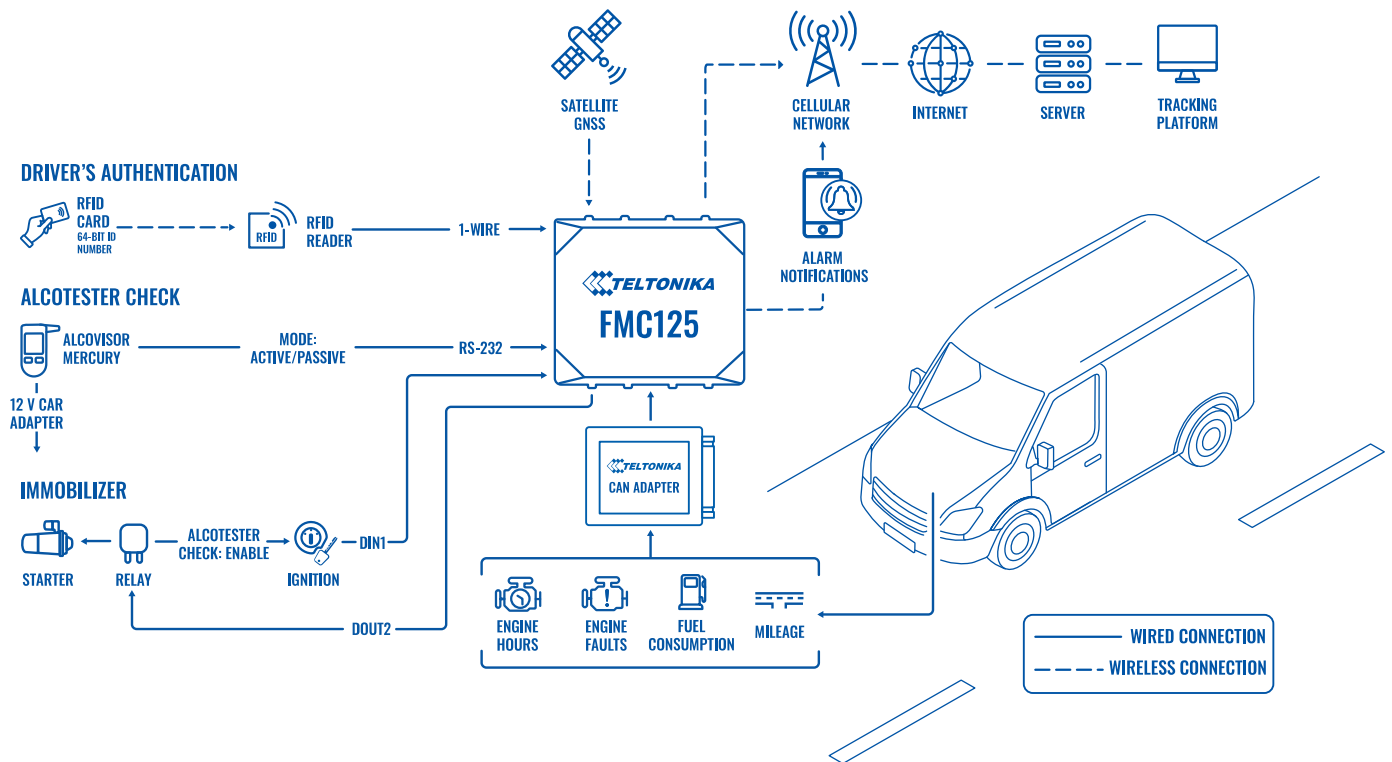 SATELLITE
GNSS
CELLULAR
NETWORK
INTERNET
SERVER
TRACKING
PLATFORM
DRIVER'S AUTHENTICATION
RFID
CARD
64-BIT ID
NUMBER
RFID
RFID
READER
1-WIRE
ALARM
NOTIFICATIONS
TELTONIKA
FMC125
ALCOTESTER CHECK
ALCOVISOR
MERCURY
MODE:
ACTIVE/PASSIVE
RS-232
12 V CAR
ADAPTER
TELTONIKA
CAN ADAPTER
IMMOBILIZER
STARTER
RELAY
ALCOTESTER
CHECK: ENABLE
IGNITION
DIN1
DOUT2
ENGINE
HOURS
ENGINE
FAULTS
FUEL
CONSUMPTION
MILEAGE
WIRED CONNECTION
WIRELESS CONNECTION